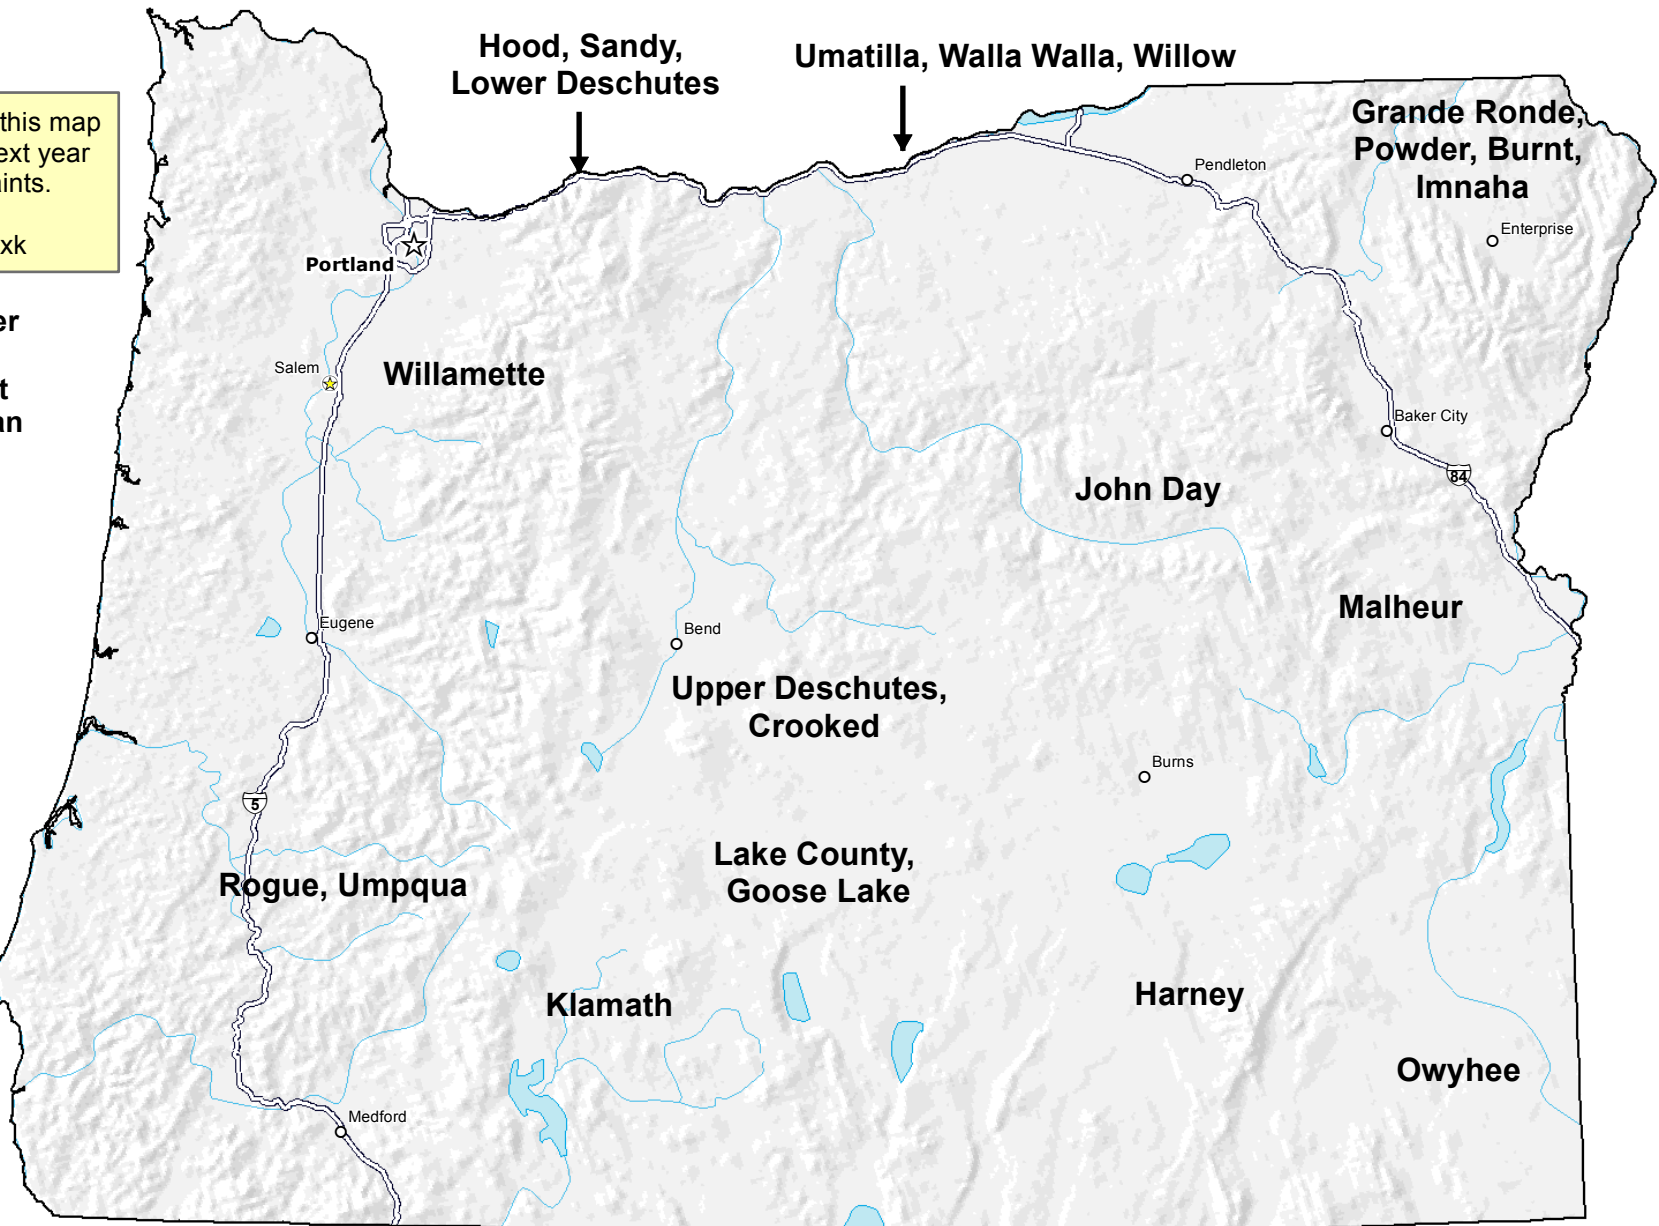 Hood, Sandy,
Lower Deschutes
Umatilla, Walla Walla, Willow
this map
ext year
aints.
xk
Grande Ronde,
Powder, Burnt,
Imnaha
Pendleton
Enterprise
Portland
er
t
an
Salem
Willamette
Baker City
84
John Day
Malheur
Eugene
Bend
Upper Deschutes,
Crooked
Burns
5
Lake County,
Goose Lake
Rogue, Umpqua
Klamath
Harney
Owyhee
Medford